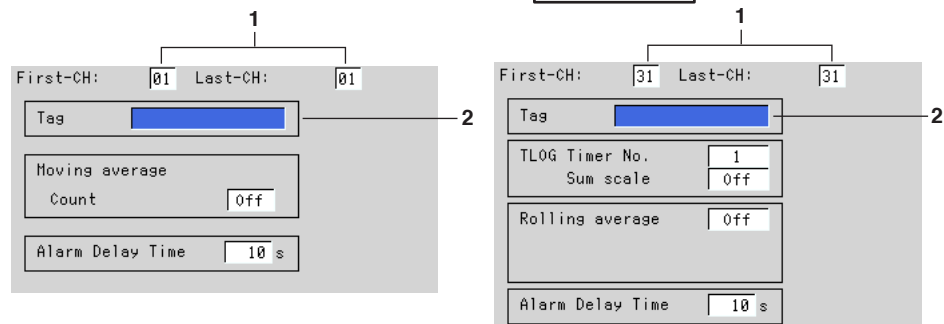 1
First-CH: 01 Last-CH: 01
Tag
2
Moving average
Count Off
Alarm Delay Time 10 s
1
First-CH: 31 Last-CH: 31
Tag
2
TLOG Timer No. 1
Sum scale Off
Rolling average Off
Alarm Delay Time 10 s